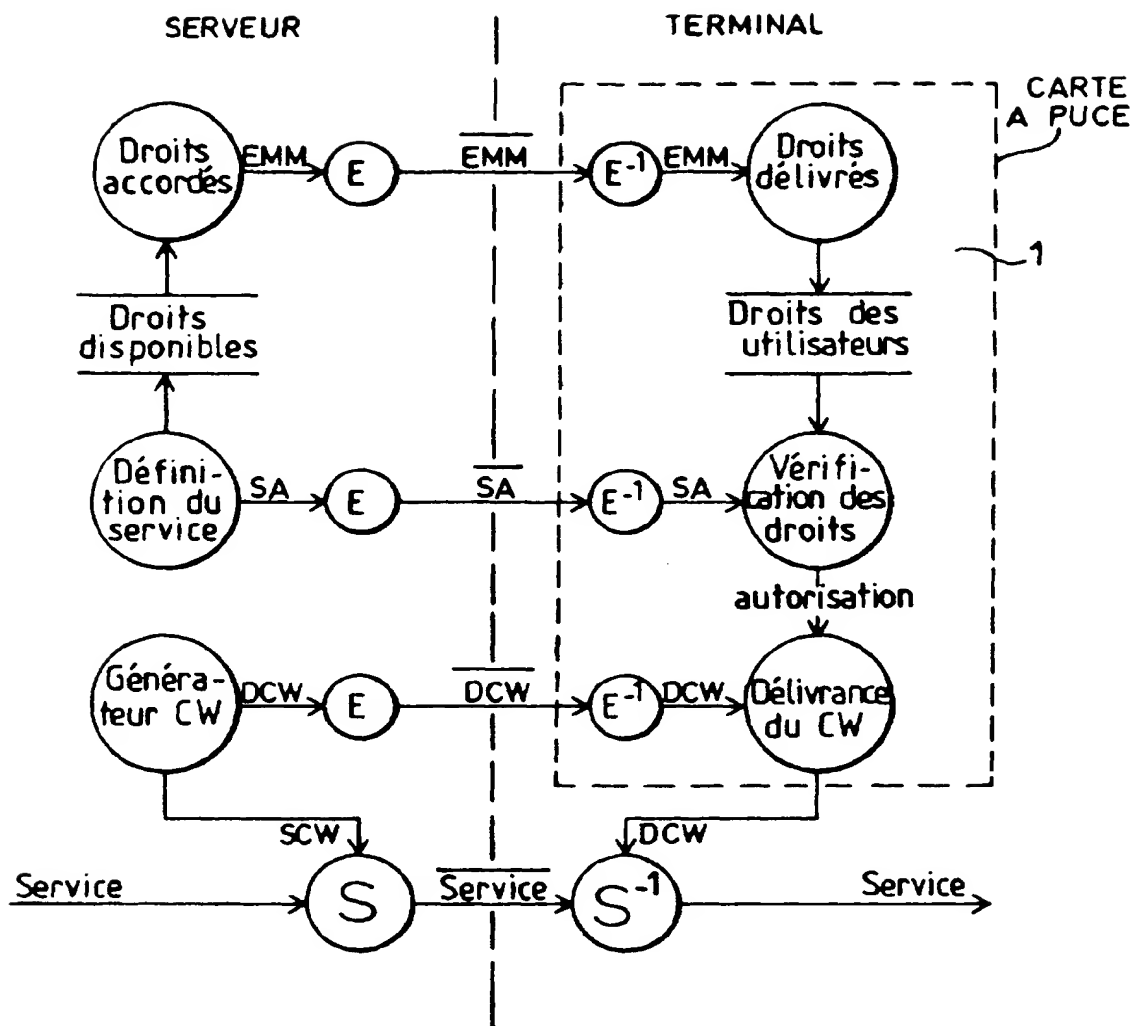 SERVEUR
TERMINAL
CARTE
A PUCE
Droits
accordés
EMM
E
EMM
E-1
EMM
Droits
délivrés
1
Droits
disponibles
Droits des
utilisateurs
Défini-
tion du
service
SA
E
SA
E-1
SA
Vérifi-
cation des
droits
autorisation
Généra-
teur CW
DCW
E
DCW
E-1
DCW
Délivrance
du CW
SCW
DCW
Service
S
Service
S-1
Service